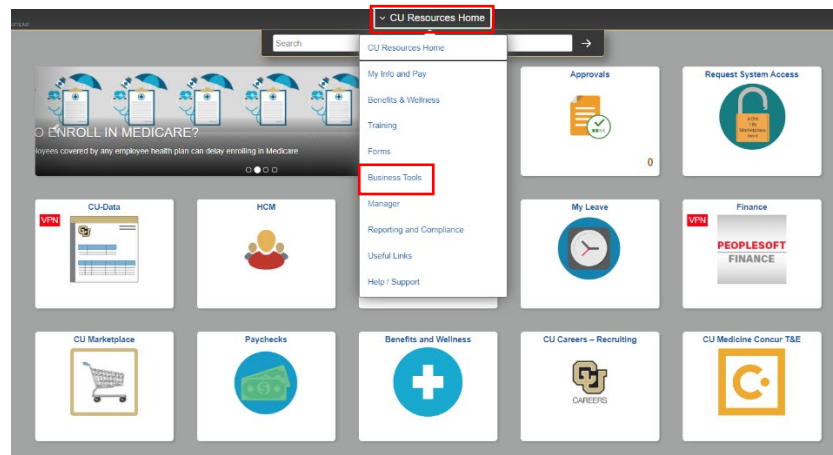 CU Resources Home
Search
CU Resources Home
My Info and Pay
Benefits & Wellness
Training
Forms
Business Tools
Manager
Reporting and Compliance
Useful Links
Help / Support
O ENROLL IN MEDICARE?
loyees covered by any employee health plan can delay enrolling in Medicare
Approvals
0
Request System Access
CU-Data
VPN
HCM
My Leave
Finance
VPN
PEOPLESOFT
FINANCE
CU Marketplace
Paychecks
Benefits and Wellness
CU Careers – Recruiting
CU
CAREERS
CU Medicine Concur T&E
C.